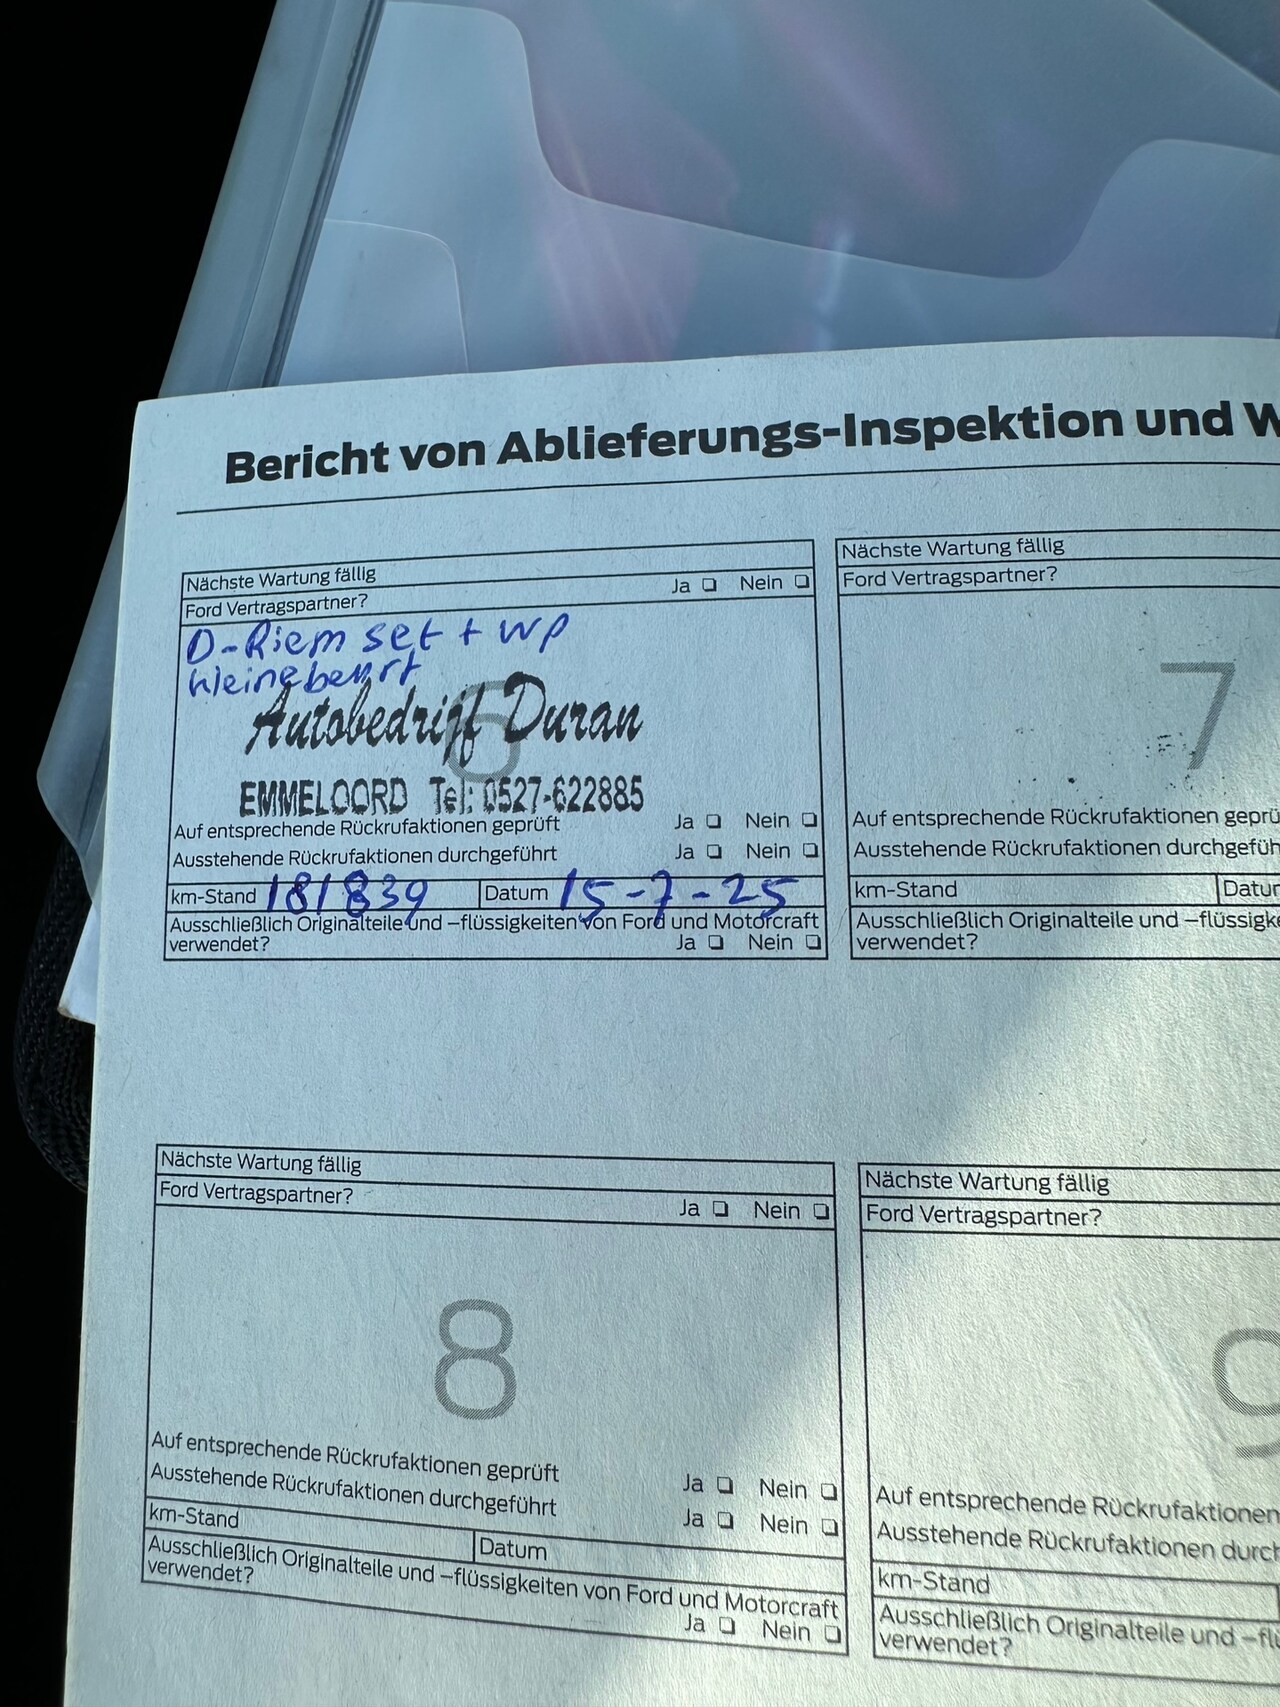 Bericht von Ablieferungs-Inspektion und W
Nächste Wartung fällig
Ford Vertragspartner? Ja ❏ Nein ❏
D-Riem set + wp
kleinebeurt
6
Autobedrijf Duran
EMMELOORD Tel: 0527-622885
Auf entsprechende Rückrufaktionen geprüft Ja ❏ Nein ❏
Ausstehende Rückrufaktionen durchgeführt Ja ❏ Nein ❏
km-Stand 181839 Datum 15-7-25
Ausschließlich Originalteile und –flüssigkeiten von Ford und Motorcraft
verwendet? Ja ❏ Nein ❏
Nächste Wartung fällig
Ford Vertragspartner?
7
Auf entsprechende Rückrufaktionen geprü
Ausstehende Rückrufaktionen durchgefüh
km-Stand Datu
Ausschließlich Originalteile und –flüssigk
verwendet?
Nächste Wartung fällig
Ford Vertragspartner? Ja ❏ Nein ❏
8
Auf entsprechende Rückrufaktionen geprüft Ja ❏ Nein ❏
Ausstehende Rückrufaktionen durchgeführt Ja ❏ Nein ❏
km-Stand Datum
Ausschließlich Originalteile und –flüssigkeiten von Ford und Motorcraft
verwendet? Ja ❏ Nein ❏
Nächste Wartung fällig
Ford Vertragspartner?
9
Auf entsprechende Rückrufaktionen
Ausstehende Rückrufaktionen durch
km-Stand
Ausschließlich Originalteile und –flü
verwendet?